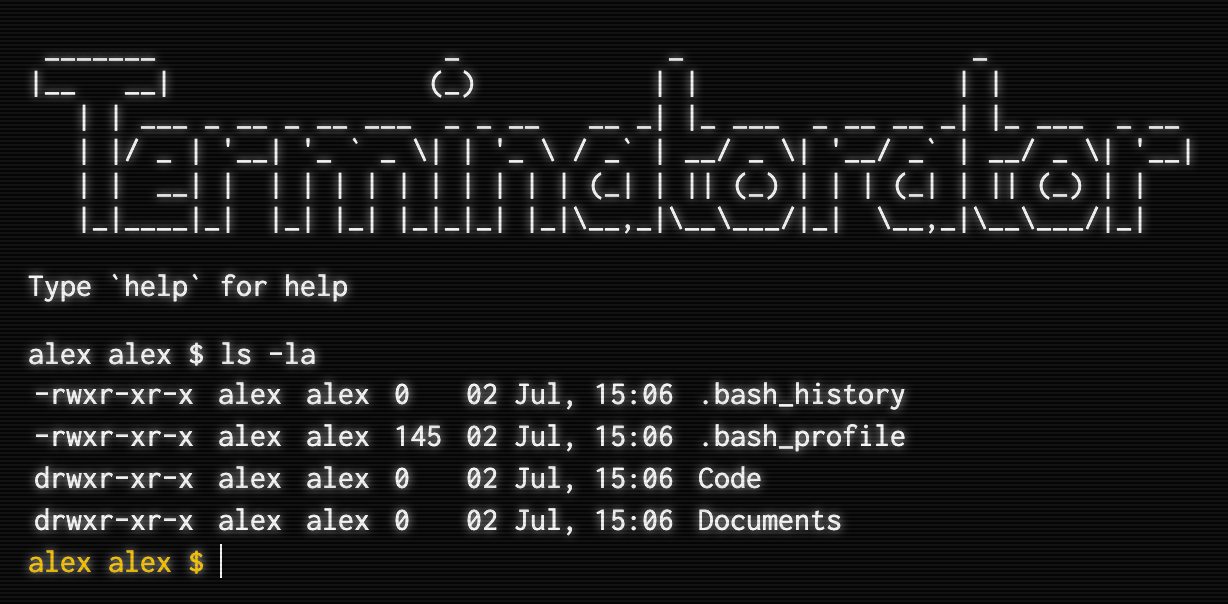 Terminatorator
Type `help` for help
alex alex $ ls -la
-rwxr-xr-x alex alex 0 02 Jul, 15:06 .bash_history
-rwxr-xr-x alex alex 145 02 Jul, 15:06 .bash_profile
drwxr-xr-x alex alex 0 02 Jul, 15:06 Code
drwxr-xr-x alex alex 0 02 Jul, 15:06 Documents
alex alex $